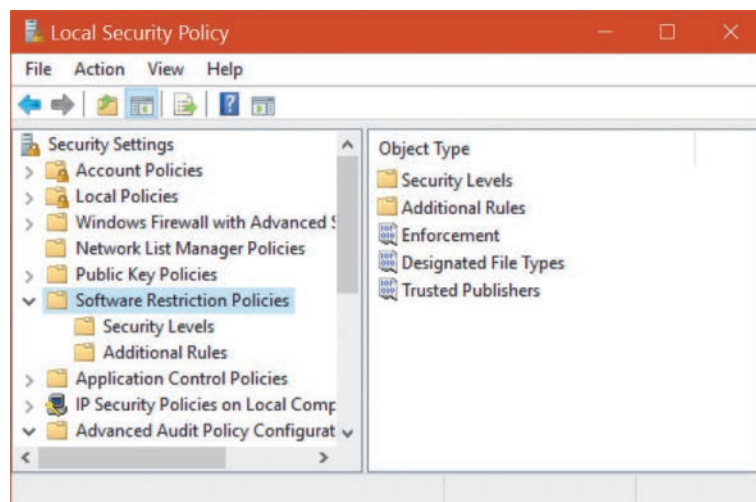 Local Security Policy
File Action View Help
Security Settings
Account Policies
Local Policies
Windows Firewall with Advanced S
Network List Manager Policies
Public Key Policies
Software Restriction Policies
Security Levels
Additional Rules
Application Control Policies
IP Security Policies on Local Comp
Advanced Audit Policy Configurat
Object Type
Security Levels
Additional Rules
Enforcement
Designated File Types
Trusted Publishers